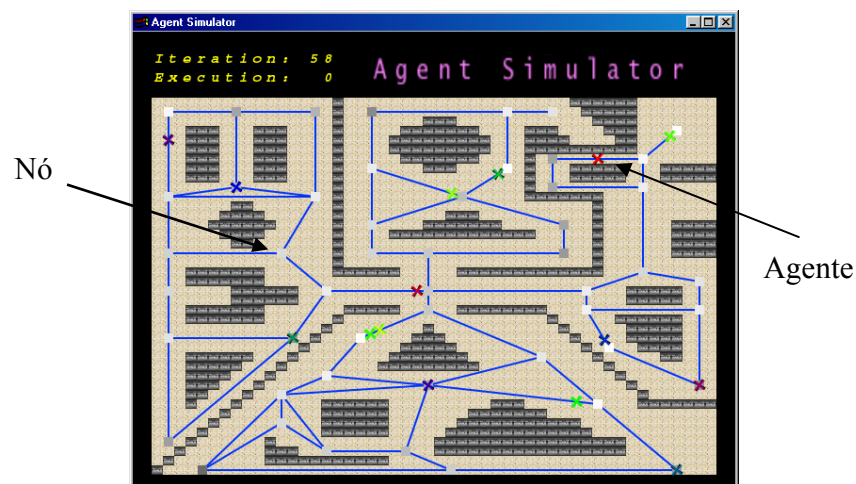 Agent Simulator
Iteration: 58
Execution: 0
Agent Simulator
Nó
Agente